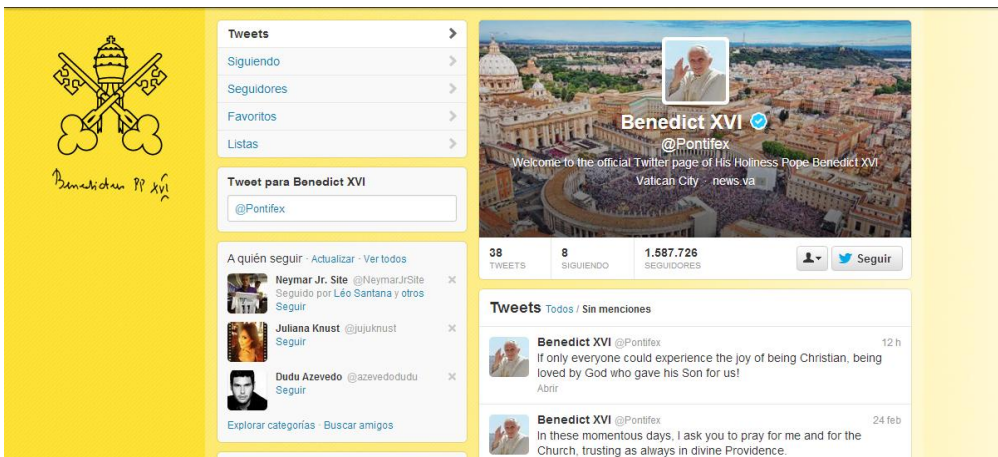 Benedictus PP XVI
Tweets
Siguiendo
Seguidores
Favoritos
Listas
Tweet para Benedict XVI
@Pontifex
A quién seguir · Actualizar · Ver todos
Neymar Jr. Site @NeymarJrSite
Seguido por Léo Santana y otros
Seguir
Juliana Knust @jujuknust
Seguir
Dudu Azevedo @azevedodudu
Seguir
Explorar categorías · Buscar amigos
Benedict XVI
@Pontifex
Welcome to the official Twitter page of His Holiness Pope Benedict XVI
Vatican City · news.va
38 8 1.587.726
TWEETS SIGUIENDO SEGUIDORES
Seguir
Tweets Todos / Sin menciones
Benedict XVI @Pontifex 12 h
If only everyone could experience the joy of being Christian, being
loved by God who gave his Son for us!
Abrir
Benedict XVI @Pontifex 24 feb
In these momentous days, I ask you to pray for me and for the
Church, trusting as always in divine Providence.